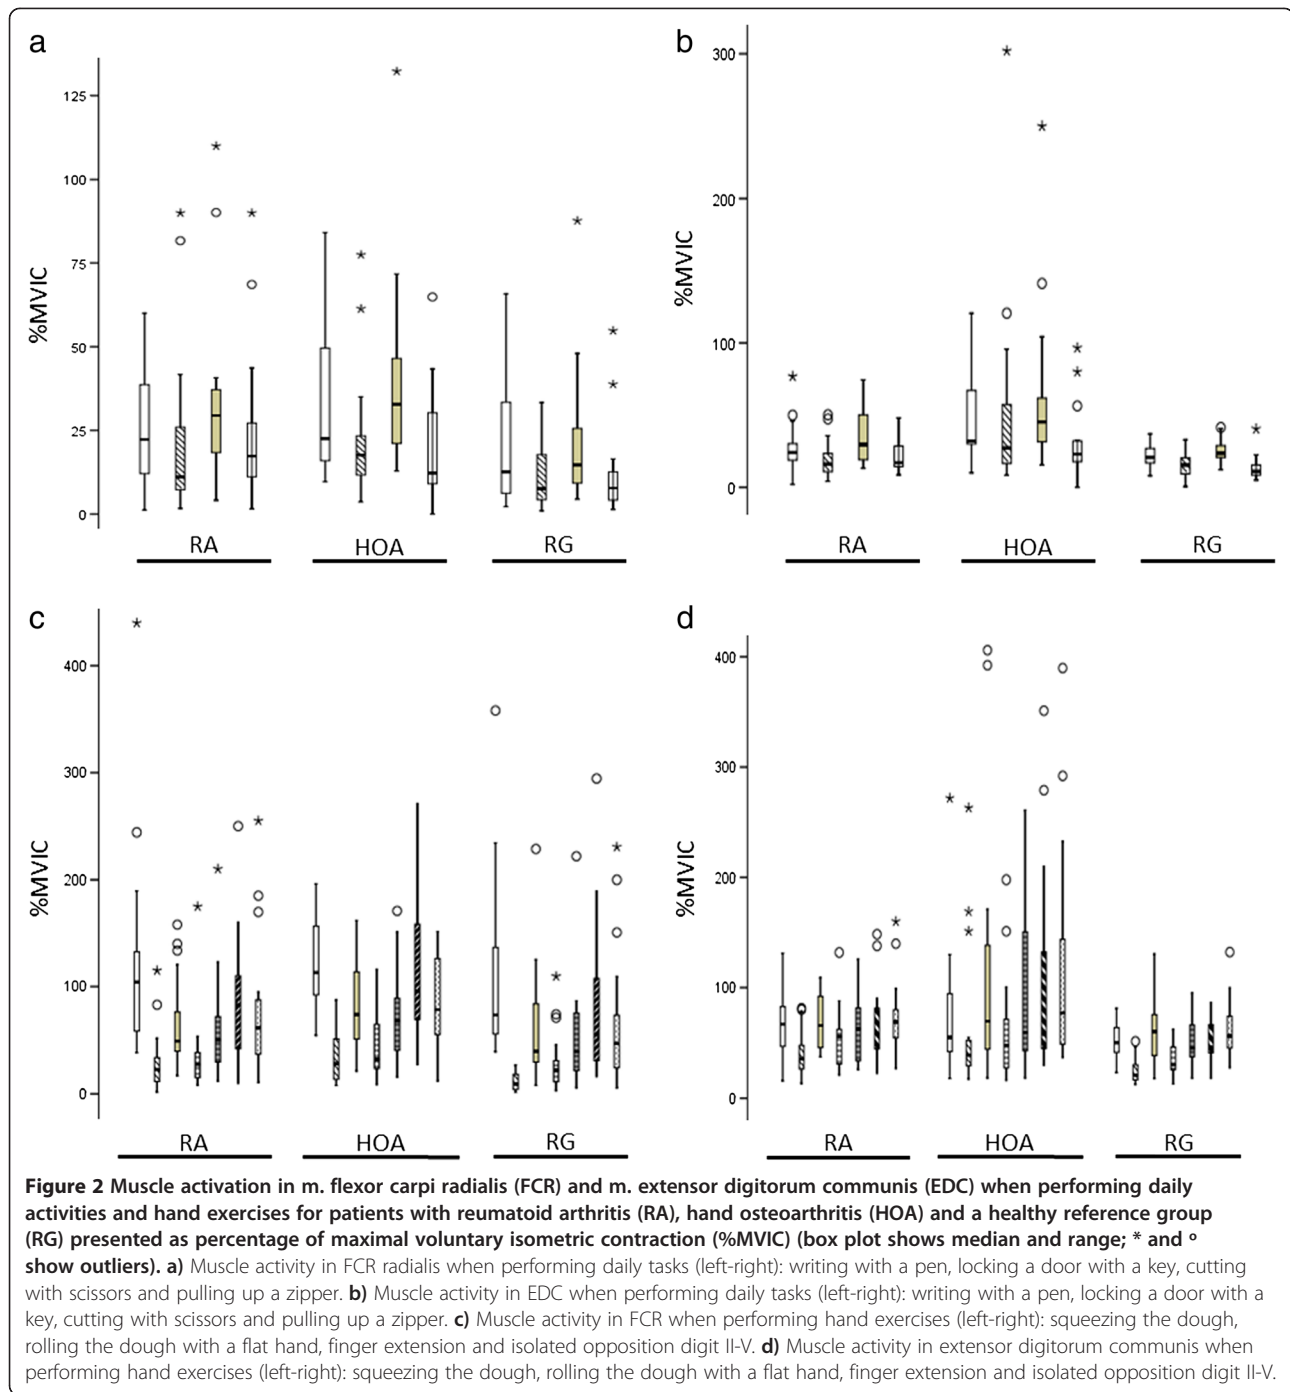 a
%MVIC
125
100
75
50
25
0
RA
HOA
RG
b
%MVIC
300
200
100
0
RA
HOA
RG
c
%MVIC
400
300
200
100
0
RA
HOA
RG
d
%MVIC
400
300
200
100
0
RA
HOA
RG
Figure 2 Muscle activation in m. flexor carpi radialis (FCR) and m. extensor digitorum communis (EDC) when performing daily
activities and hand exercises for patients with reumatoid arthritis (RA), hand osteoarthritis (HOA) and a healthy reference group
(RG) presented as percentage of maximal voluntary isometric contraction (%MVIC) (box plot shows median and range; * and º
show outliers). a) Muscle activity in FCR radialis when performing daily tasks (left-right): writing with a pen, locking a door with a key, cutting
with scissors and pulling up a zipper. b) Muscle activity in EDC when performing daily tasks (left-right): writing with a pen, locking a door with a
key, cutting with scissors and pulling up a zipper. c) Muscle activity in FCR when performing hand exercises (left-right): squeezing the dough,
rolling the dough with a flat hand, finger extension and isolated opposition digit II-V. d) Muscle activity in extensor digitorum communis when
performing hand exercises (left-right): squeezing the dough, rolling the dough with a flat hand, finger extension and isolated opposition digit II-V.